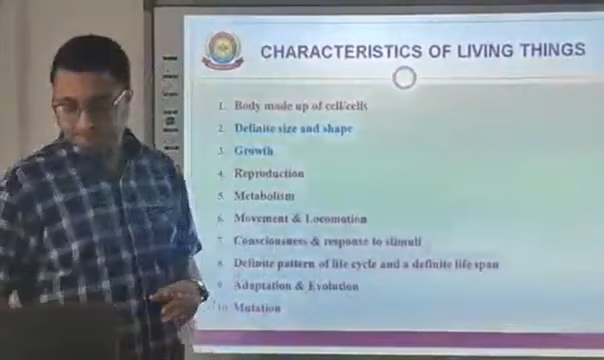 CHARACTERISTICS OF LIVING THINGS
1. Body made up of cell/cells
2. Definite size and shape
3. Growth
4. Reproduction
5. Metabolism
6. Movement & Locomotion
7. Consciousness & response to stimuli
8. Definite pattern of life cycle and a definite life span
9. Adaptation & Evolution
10. Mutation